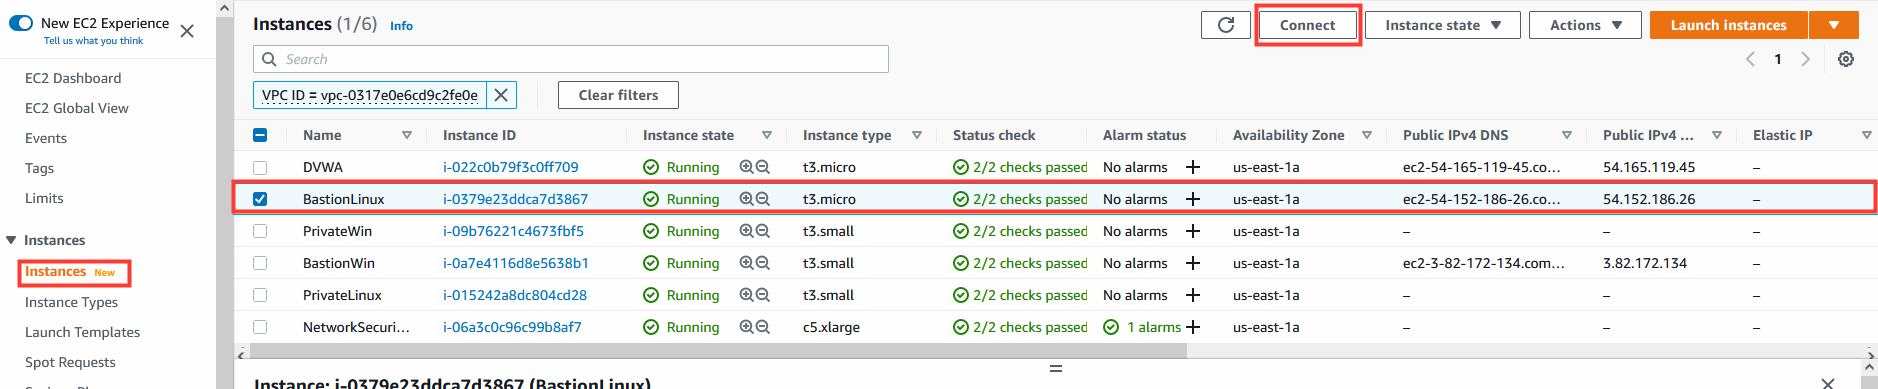 New EC2 Experience
Tell us what you think
EC2 Dashboard
EC2 Global View
Events
Tags
Limits
Instances
Instances New
Instance Types
Launch Templates
Spot Requests
Instances (1/6) Info
Connect
Instance state
Actions
Launch instances
Search
1
VPC ID = vpc-0317e0e6cd9c2fe0e
Clear filters
Name Instance ID Instance state Instance type Status check Alarm status Availability Zone Public IPv4 DNS Public IPv4 ... Elastic IP
DVWA i-022c0b79f3c0ff709 Running t3.micro 2/2 checks passed No alarms + us-east-1a ec2-54-165-119-45.co... 54.165.119.45 –
BastionLinux i-0379e23ddca7d3867 Running t3.micro 2/2 checks passed No alarms + us-east-1a ec2-54-152-186-26.co... 54.152.186.26 –
PrivateWin i-09b76221c4673fbf5 Running t3.small 2/2 checks passed No alarms + us-east-1a – – –
BastionWin i-0a7e4116d8e5638b1 Running t3.small 2/2 checks passed No alarms + us-east-1a ec2-3-82-172-134.com... 3.82.172.134 –
PrivateLinux i-015242a8dc804cd28 Running t3.small 2/2 checks passed No alarms + us-east-1a – – –
NetworkSecuri... i-06a3c0c96c99b8af7 Running c5.xlarge 2/2 checks passed 1 alarms + us-east-1a – – –
Instance: i-0379e23ddca7d3867 (BastionLinux)